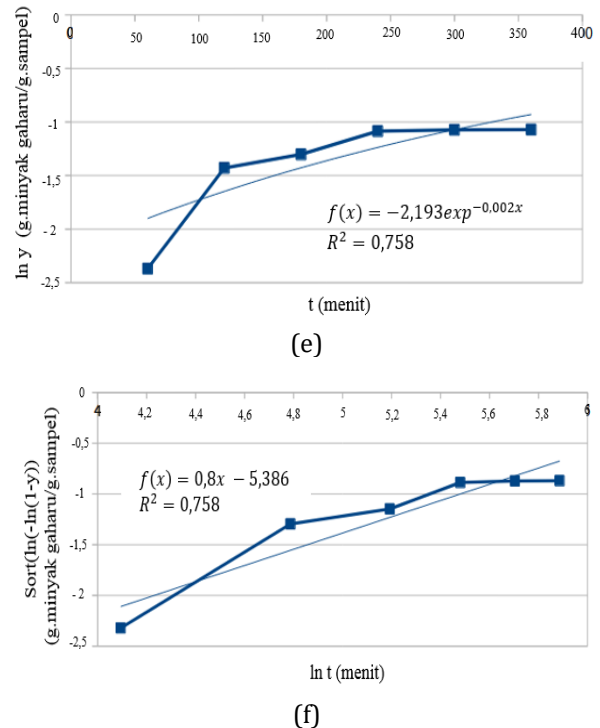 0
0 50 100 150 200 250 300 350 400
-0,5
-1
-1,5
-2
-2,5
ln y (g.minyak gaharu/g.sampel)
f(x) = −2,193exp^−0,002x
R² = 0,758
t (menit)
(e)
0
4 4,2 4,4 4,6 4,8 5 5,2 5,4 5,6 5,8 6
-0,5
-1
-1,5
-2
-2,5
Sort(ln(-ln(1-y))
(g.minyak gaharu/g.sampel)
f(x) = 0,8x − 5,386
R² = 0,758
ln t (menit)
(f)